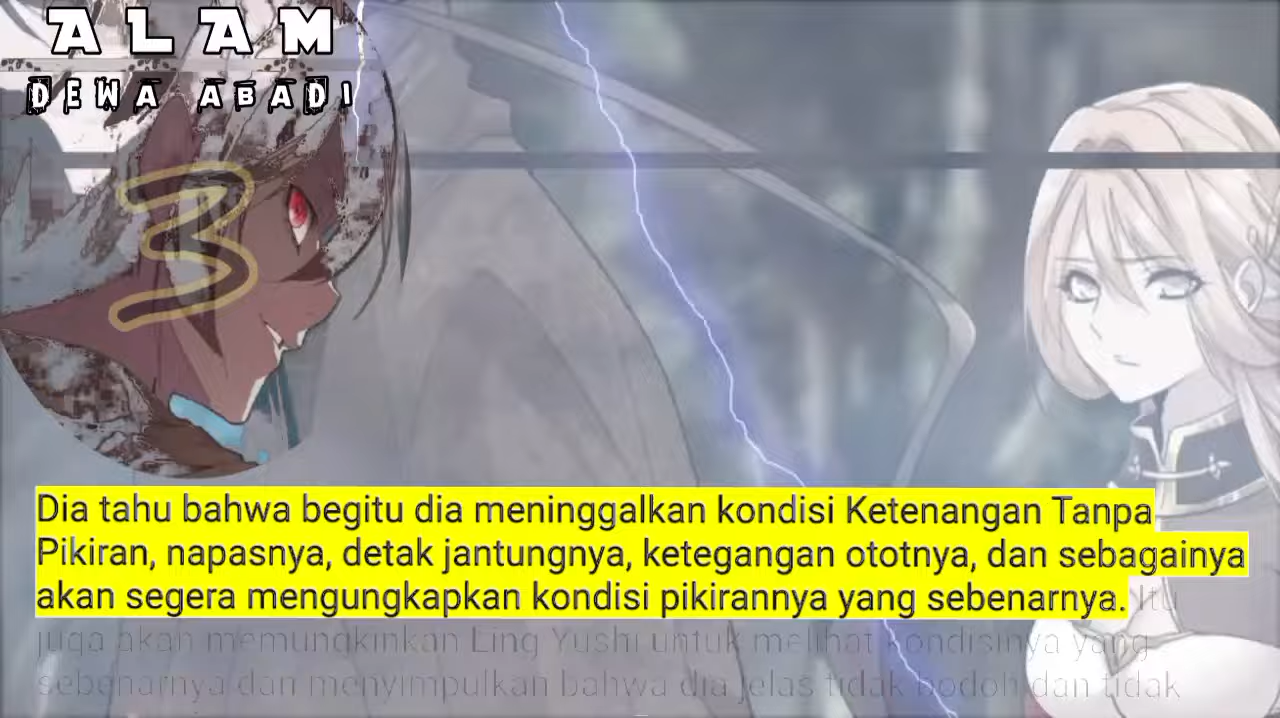 ALAM
DEWA ABADI
3
Dia tahu bahwa begitu dia meninggalkan kondisi Ketenangan Tanpa
Pikiran, napasnya, detak jantungnya, ketegangan ototnya, dan sebagainya
akan segera mengungkapkan kondisi pikirannya yang sebenarnya. Itu
juga akan memungkinkan Ling Yushi untuk melihat kondisinya yang
sebenarnya dan menyimpulkan bahwa dia jelas tidak bodoh dan tidak